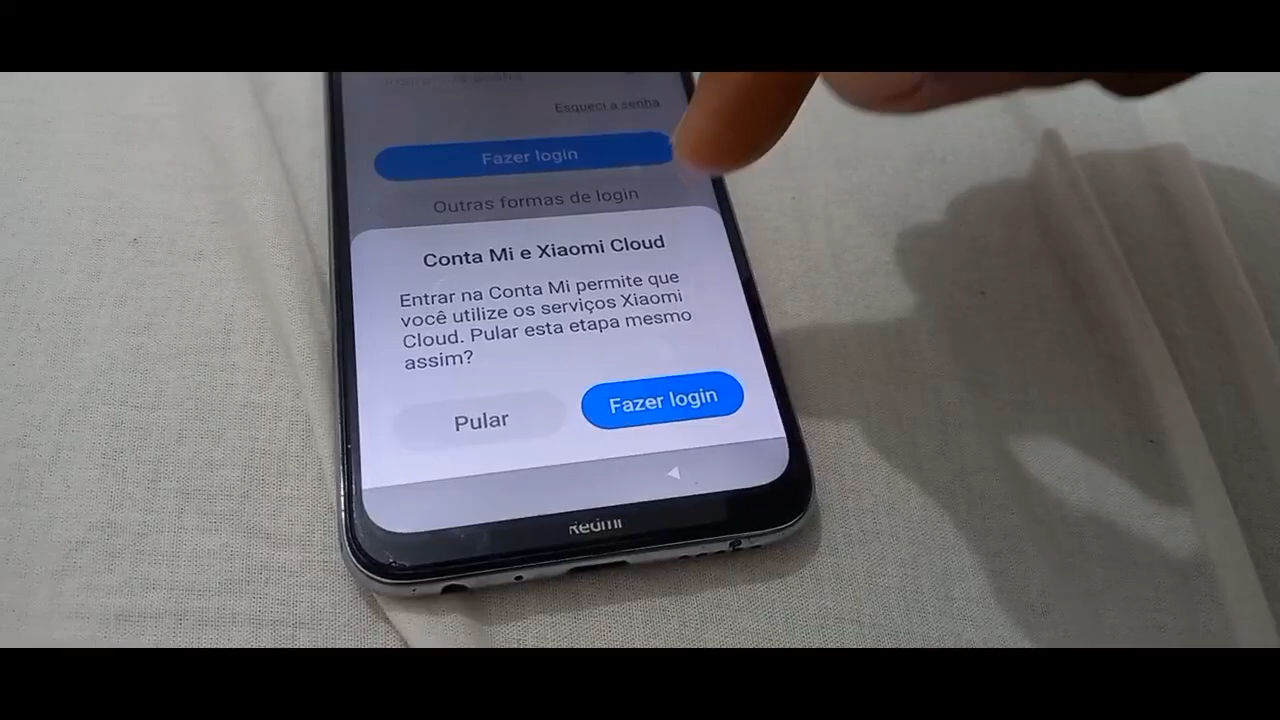 Esqueci a senha
Fazer login
Outras formas de login
Conta Mi e Xiaomi Cloud
Entrar na Conta Mi permite que
você utilize os serviços Xiaomi
Cloud. Pular esta etapa mesmo
assim?
Pular
Fazer login
Redmi